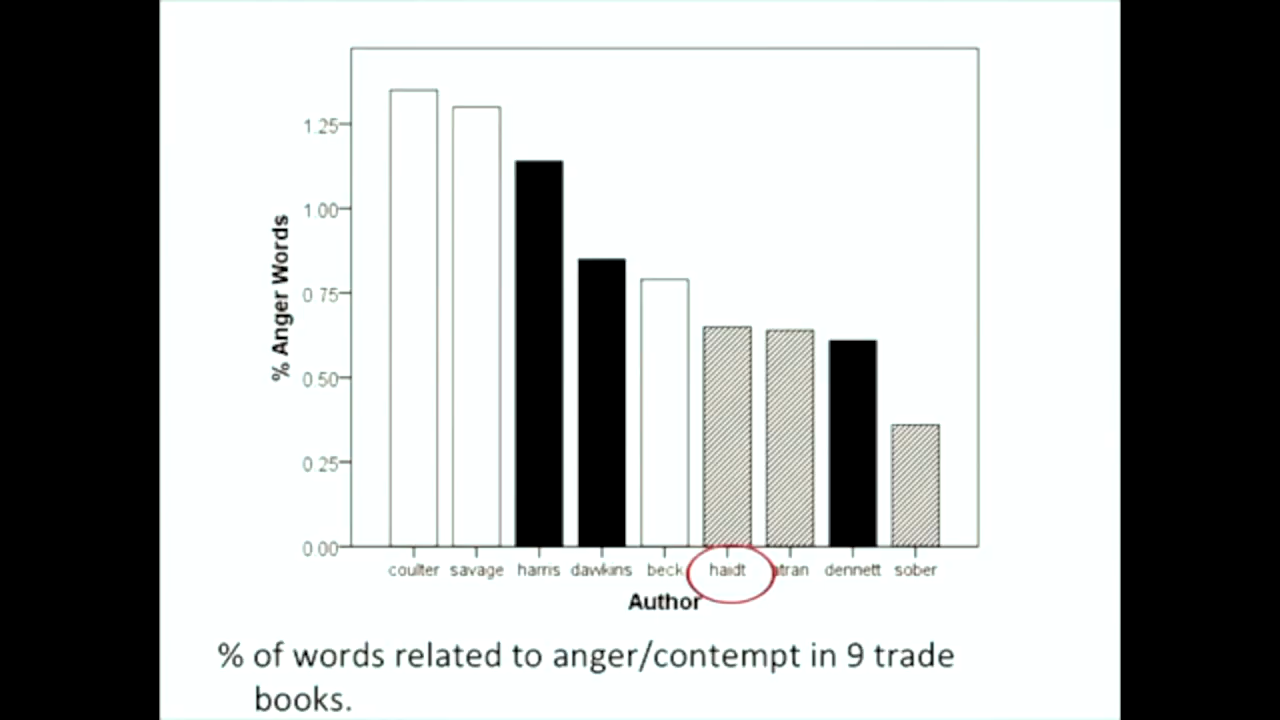 1.25
1.00
0.75
0.50
0.25
0.00
% Anger Words
coulter savage harris dawkins beck haidt atran dennett sober
Author
% of words related to anger/contempt in 9 trade
books.